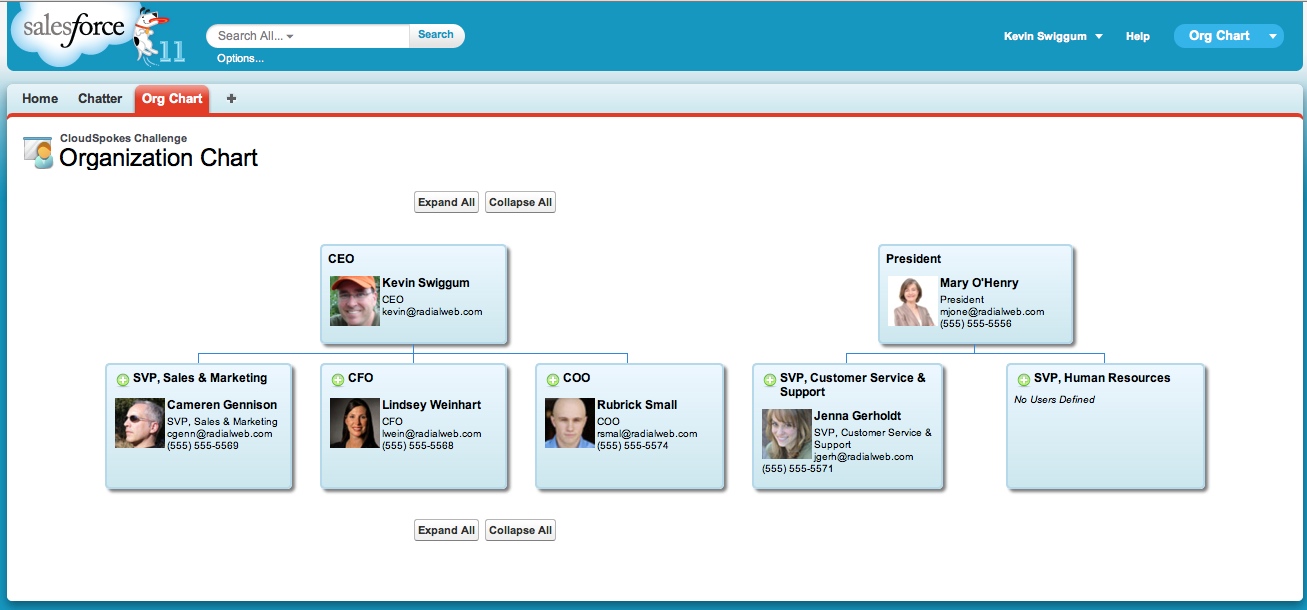 salesforce
11
Search All...
Search
Options...
Kevin Swiggum
Help
Org Chart
Home
Chatter
Org Chart
CloudSpokes Challenge
Organization Chart
Expand All
Collapse All
CEO
Kevin Swiggum
CEO
kevin@radialweb.com
President
Mary O'Henry
President
mjone@radialweb.com
(555) 555-5556
SVP, Sales & Marketing
Cameren Gennison
SVP, Sales & Marketing
cgenn@radialweb.com
(555) 555-5569
CFO
Lindsey Weinhart
CFO
lwein@radialweb.com
(555) 555-5568
COO
Rubrick Small
COO
rsmal@radialweb.com
(555) 555-5574
SVP, Customer Service &
Support
Jenna Gerholdt
SVP, Customer Service &
Support
jgerh@radialweb.com
(555) 555-5571
SVP, Human Resources
No Users Defined
Expand All
Collapse All